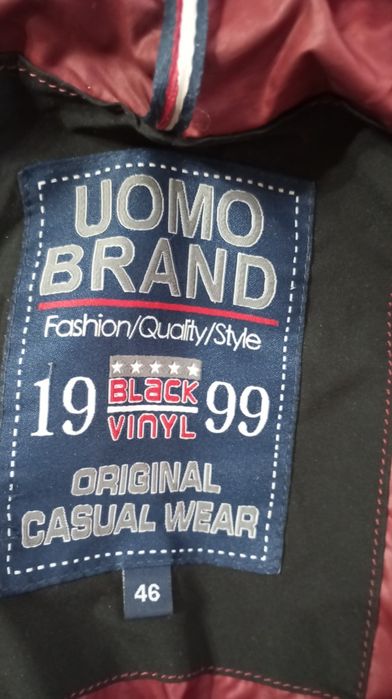 UOMO
BRAND
Fashion/Quality/Style
19 BLACK VINYL 99
ORIGINAL
CASUAL WEAR
46